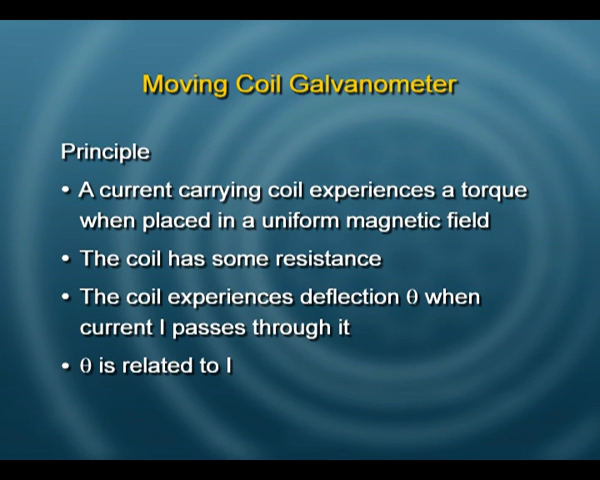 Moving Coil Galvanometer
Principle
• A current carrying coil experiences a torque
when placed in a uniform magnetic field
• The coil has some resistance
• The coil experiences deflection θ when
current I passes through it
• θ is related to I